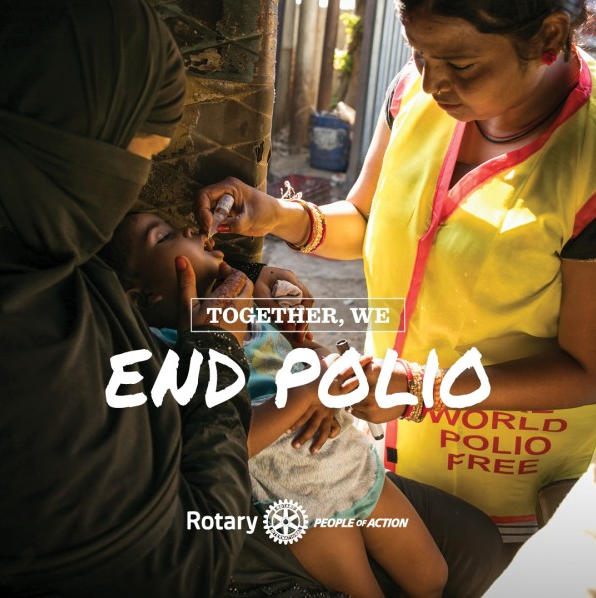 TOGETHER, WE
END POLIO
WORLD
POLIO
FREE
Rotary
PEOPLE OF ACTION